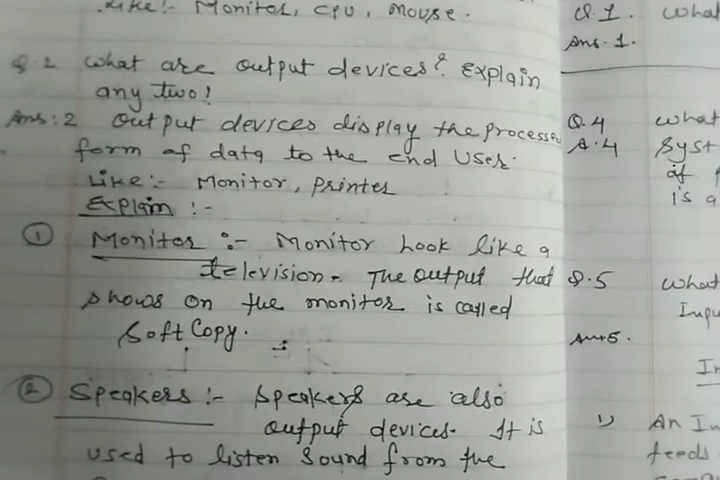 Like:- Monitor, CPU, Mouse.
Q.2 What are output devices? Explain
any two!
Ans:2 Output devices display the processe
form of data to the end User.
Like:- Monitor, Printer
Explain :-
① Monitor :- Monitor look like a
television. The output that
shows on the monitor is called
Soft Copy.
② Speakers :- Speakers are also
output devices. It is
used to listen sound from the
Q.1. What
Ans.1.
Q.4 What
A.4 Syst
of
is a
Q.5 What
Inpu
Ans5.
In
1) An In
feeds